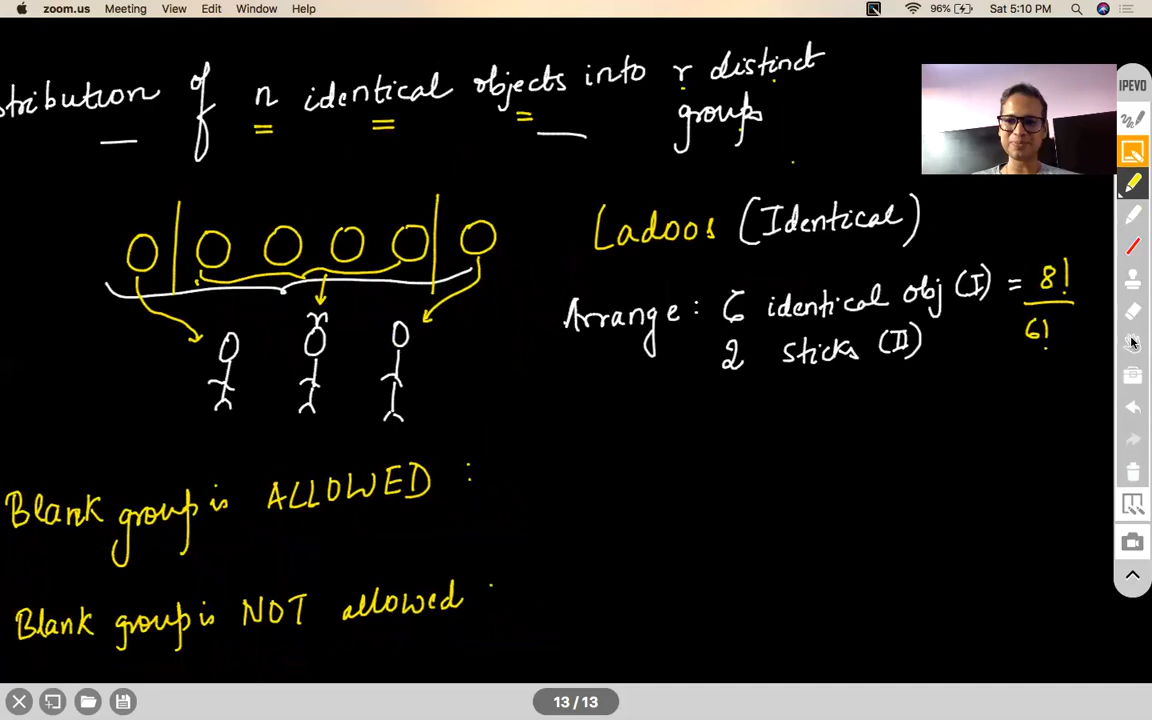 zoom.us Meeting View Edit Window Help 96% Sat 5:10 PM
stribution of n identical objects into r distinct
groups
IPEVO
Ladoos (Identical)
Arrange : 6 identical obj (I) = 8!
6!
2 sticks (II)
Blank group is ALLOWED :
Blank group is NOT allowed :
13 / 13